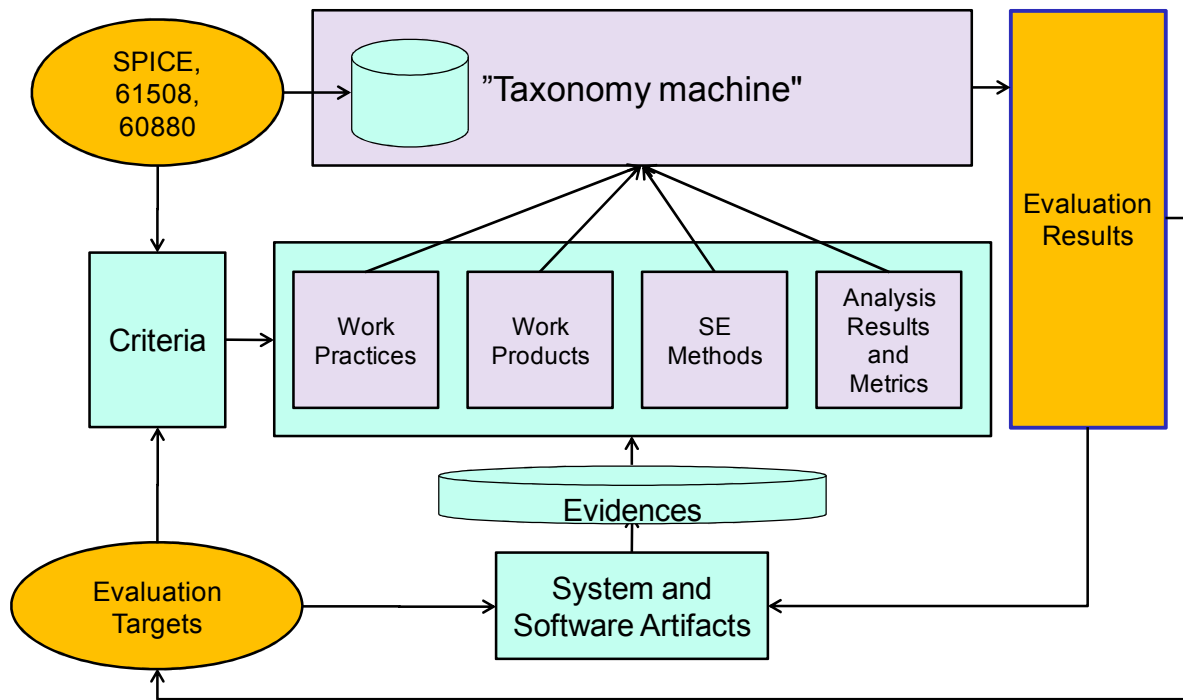 SPICE,
61508,
60880
”Taxonomy machine"
Evaluation
Results
Criteria
Work
Practices
Work
Products
SE
Methods
Analysis
Results
and
Metrics
Evidences
Evaluation
Targets
System and
Software Artifacts